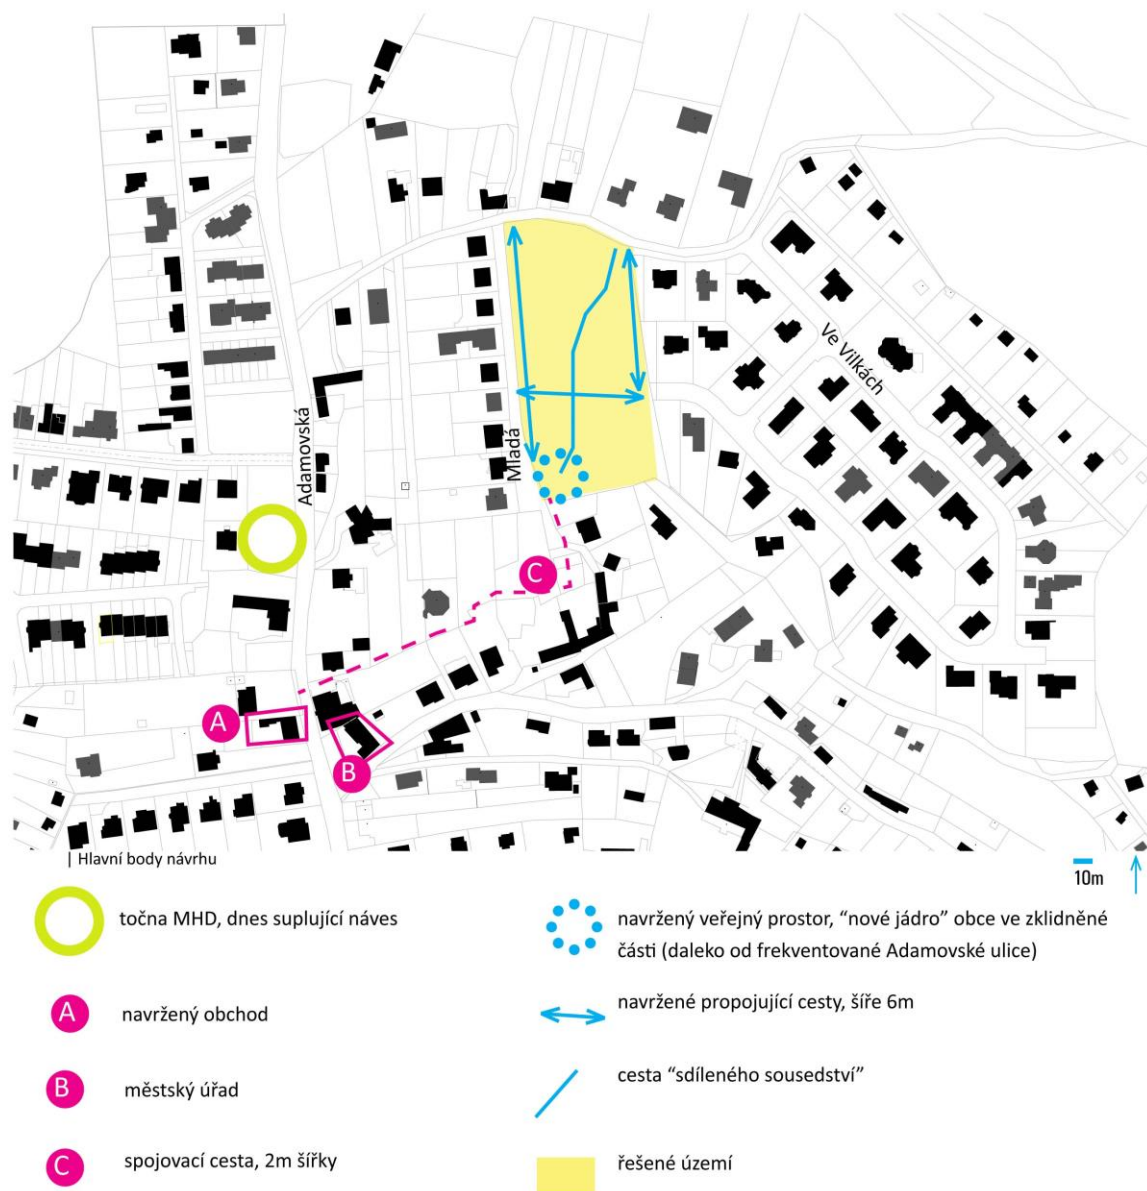 Ve Vilkách
Adamovská
Mladá
C
A
B
| Hlavní body návrhu
10m
točna MHD, dnes suplující náves
navržený veřejný prostor, “nové jádro” obce ve zklidněné
části (daleko od frekventované Adamovské ulice)
A
navržený obchod
navržené propojující cesty, šíře 6m
B
městský úřad
cesta “sdíleného sousedství”
C
spojovací cesta, 2m šířky
řešené území